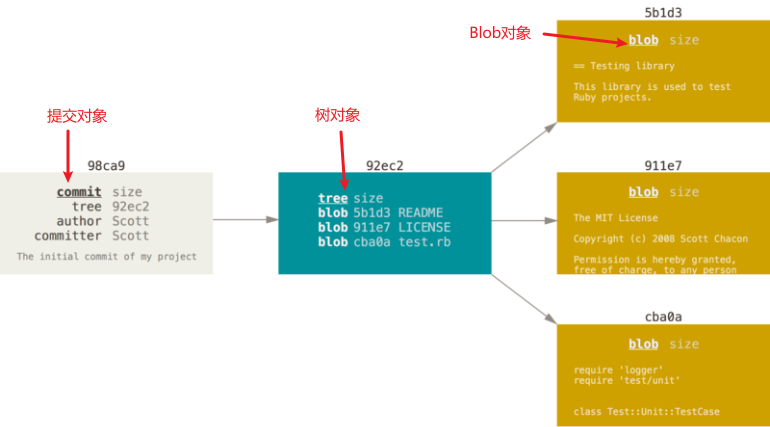 提交对象
98ca9
commit size
tree 92ec2
author Scott
committer Scott
The initial commit of my project
树对象
92ec2
tree size
blob 5b1d3 README
blob 911e7 LICENSE
blob cba0a test.rb
Blob对象
5b1d3
blob size
== Testing library
This library is used to test
Ruby projects.
911e7
blob size
The MIT License
Copyright (c) 2008 Scott Chacon
Permission is hereby granted,
free of charge, to any person
cba0a
blob size
require 'logger'
require 'test/unit'
class Test::Unit::TestCase